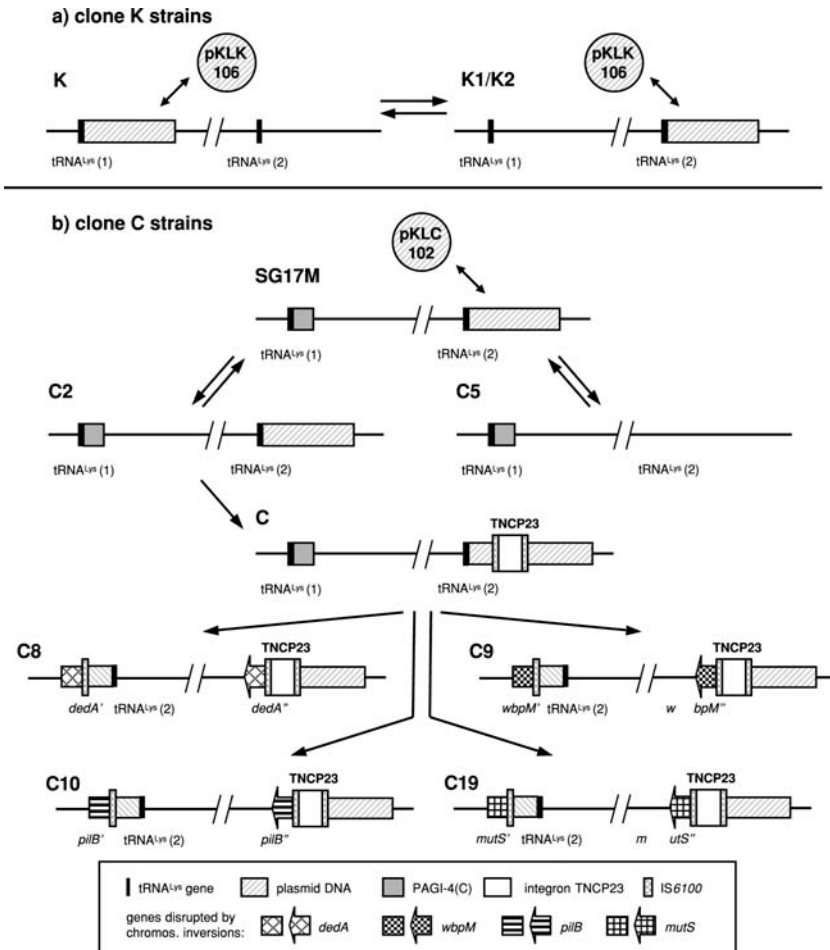 a) clone K strains
pKLK
106
K
tRNALys (1)
tRNALys (2)
pKLK
106
K1/K2
tRNALys (1)
tRNALys (2)
b) clone C strains
pKLC
102
SG17M
tRNALys (1)
tRNALys (2)
C2
tRNALys (1)
tRNALys (2)
C5
tRNALys (1)
tRNALys (2)
C
TNCP23
tRNALys (1)
tRNALys (2)
C8
TNCP23
dedA'
tRNALys (2)
dedA"
C9
TNCP23
wbpM'
tRNALys (2)
w
bpM"
C10
TNCP23
pilB'
tRNALys (2)
pilB"
C19
TNCP23
mutS'
tRNALys (2)
m
utS"
tRNALys gene
plasmid DNA
PAGI-4(C)
integron TNCP23
IS6100
genes disrupted by
chromos. inversions:
dedA
wbpM
pilB
mutS